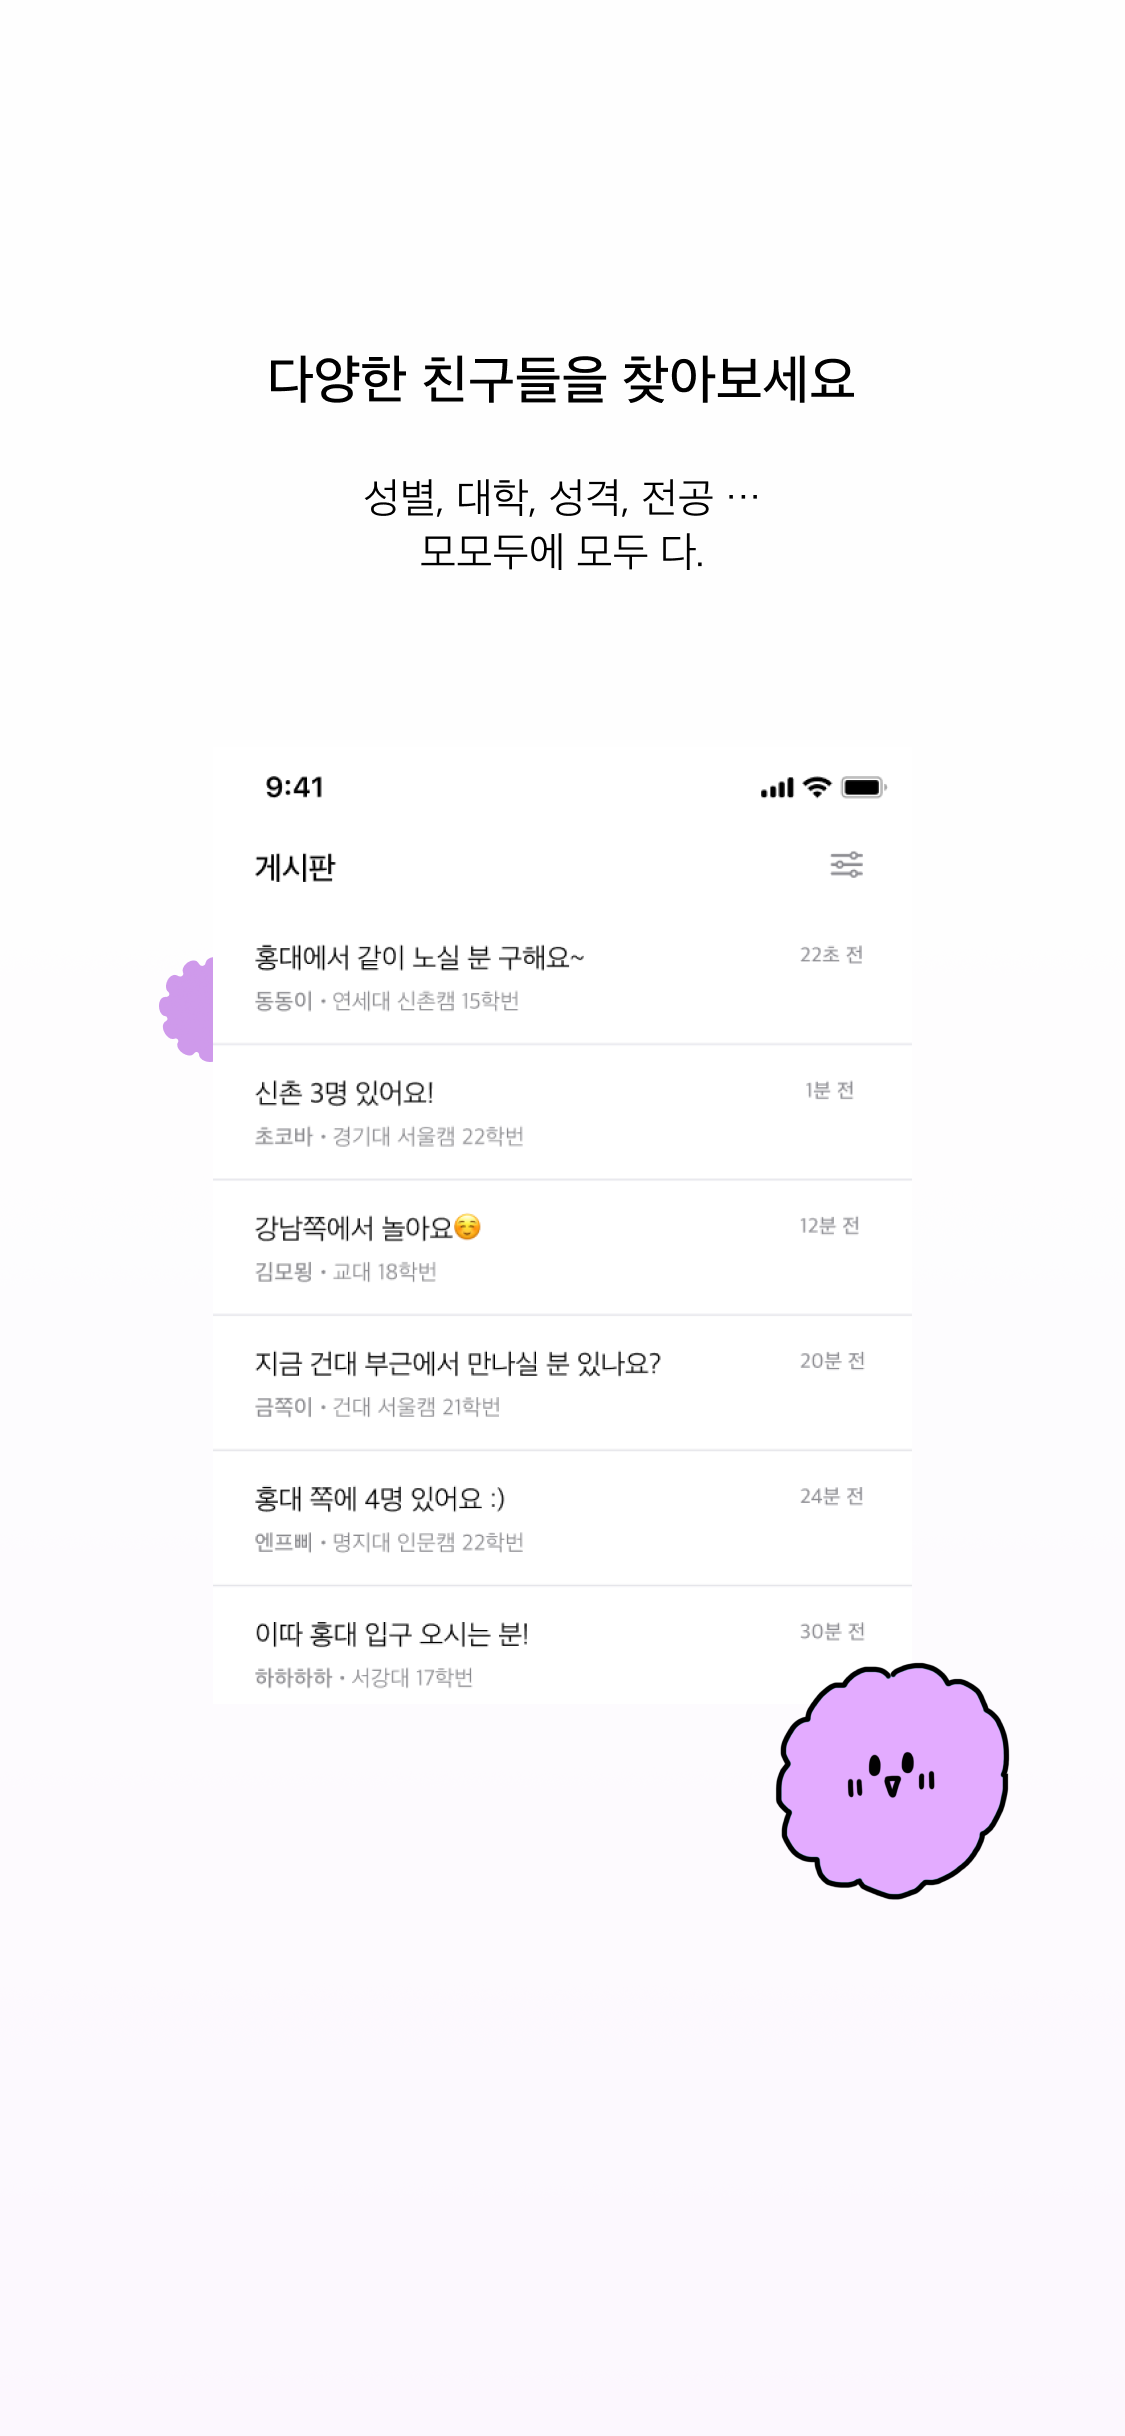 다양한 친구들을 찾아보세요
성별, 대학, 성격, 전공 …
모모두에 모두 다.
9:41
게시판
홍대에서 같이 노실 분 구해요~
22초 전
동동이 • 연세대 신촌캠 15학번
신촌 3명 있어요!
1분 전
초코바 • 경기대 서울캠 22학번
강남쪽에서 놀아요☺️
12분 전
김모묑 • 교대 18학번
지금 건대 부근에서 만나실 분 있나요?
20분 전
금쪽이 • 건대 서울캠 21학번
홍대 쪽에 4명 있어요 :)
24분 전
엔프삐 • 명지대 인문캠 22학번
이따 홍대 입구 오시는 분!
30분 전
하하하하 • 서강대 17학번